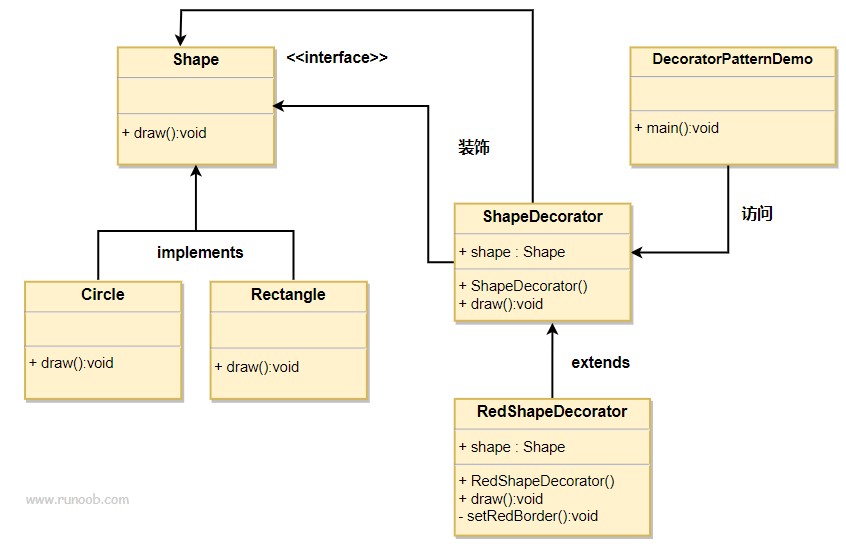 Shape
<<interface>>
+ draw():void
DecoratorPatternDemo
+ main():void
装饰
访问
ShapeDecorator
+ shape : Shape
+ ShapeDecorator()
+ draw():void
implements
Circle
+ draw():void
Rectangle
+ draw():void
extends
RedShapeDecorator
+ shape : Shape
+ RedShapeDecorator()
+ draw():void
- setRedBorder():void
www.runoob.com